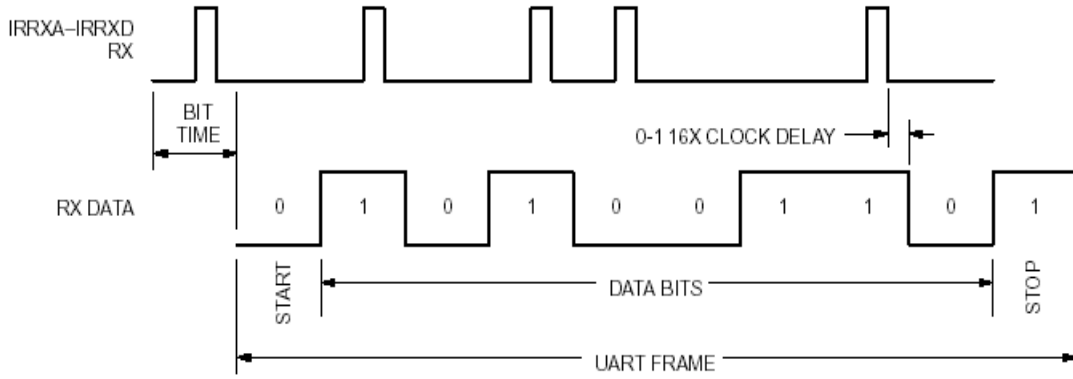 IRRXA–IRRXD
RX
BIT
TIME
0-1 16X CLOCK DELAY
RX DATA
0 1 0 1 0 0 1 1 0 1
START
DATA BITS
STOP
UART FRAME